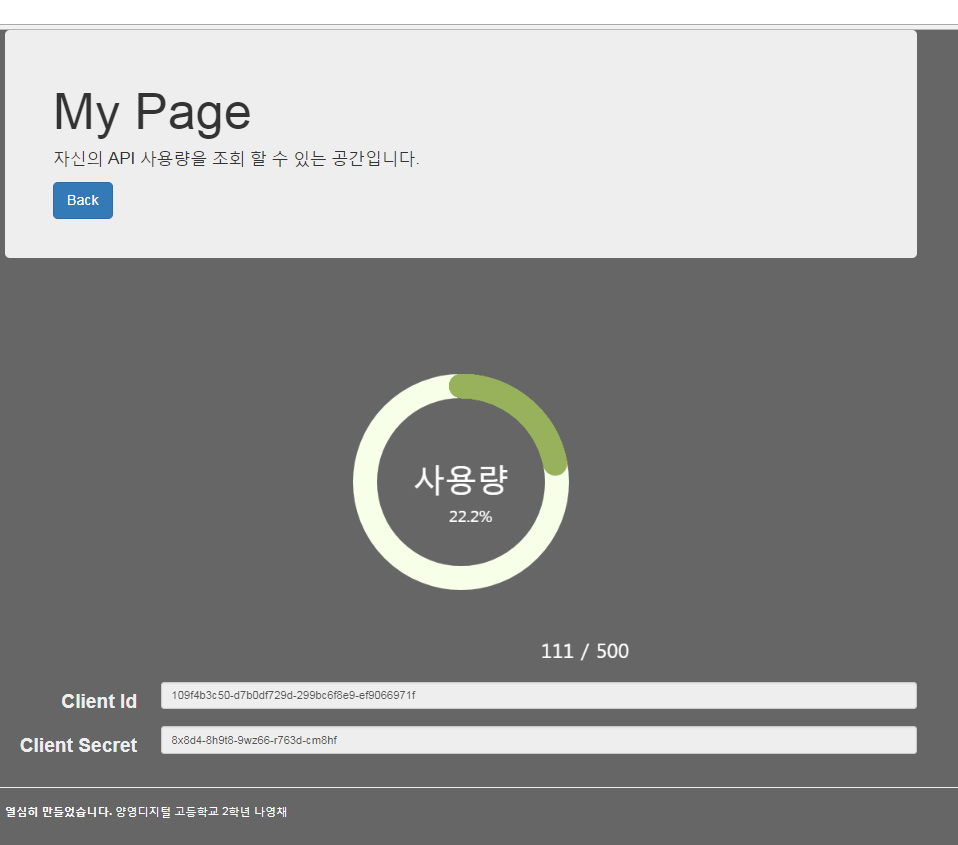 My Page
자신의 API 사용량을 조회 할 수 있는 공간입니다.
Back
사용량
22.2%
111 / 500
Client Id
109f4b3c50-d7b0df729d-299bc6f8e9-ef9066971f
Client Secret
8x8d4-8h9t8-9wz66-r763d-cm8hf
열심히 만들었습니다. 양영디지털 고등학교 2학년 나영채